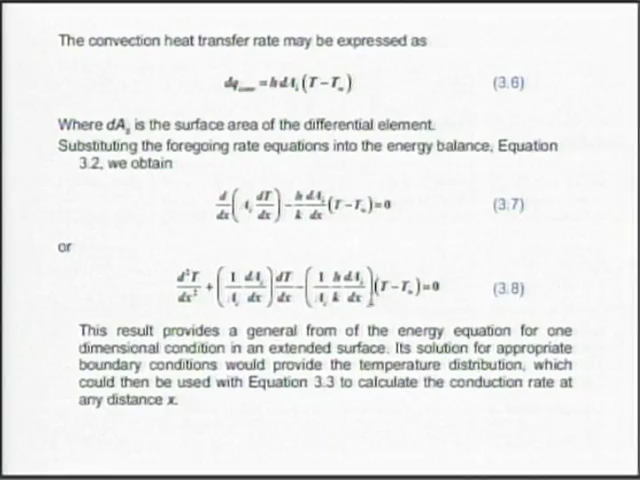 The convection heat transfer rate may be expressed as
dq_conv = h dA_s (T − T_∞) (3.6)
Where dA_s is the surface area of the differential element.
Substituting the foregoing rate equations into the energy balance, Equation
3.2, we obtain
d/dx (A_c dT/dx) − h/k dA_s/dx (T − T_∞) = 0 (3.7)
or
d²T/dx² + (1/A_c dA_c/dx) dT/dx − (1/A_c h/k dA_s/dx) (T − T_∞) = 0 (3.8)
This result provides a general from of the energy equation for one
dimensional condition in an extended surface. Its solution for appropriate
boundary conditions would provide the temperature distribution, which
could then be used with Equation 3.3 to calculate the conduction rate at
any distance x.